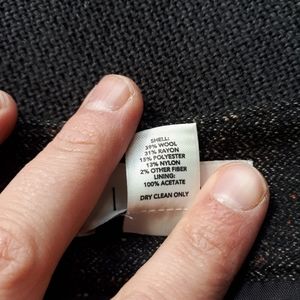 SHELL:
39% WOOL
31% RAYON
15% POLYESTER
13% NYLON
2% OTHER FIBER
LINING:
100% ACETATE
DRY CLEAN ONLY